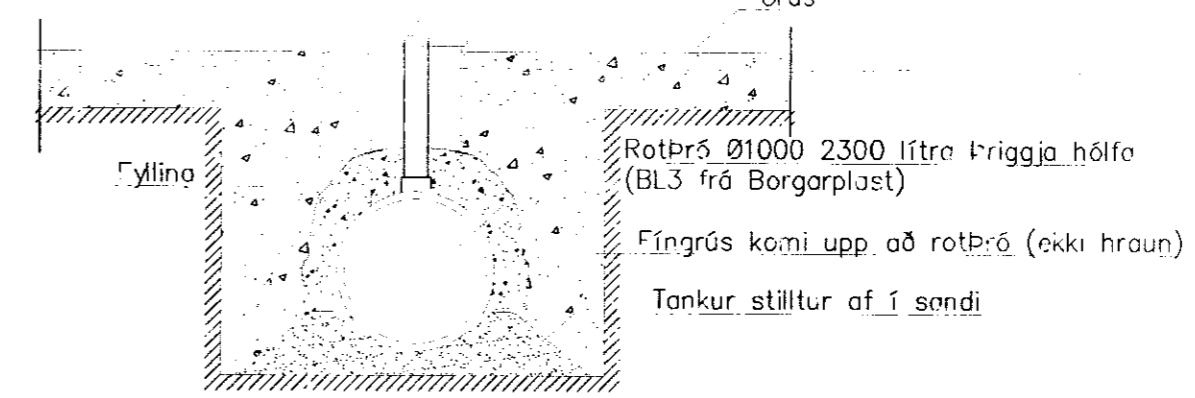 Fylling
Rotþró Ø1000 2300 lítra þriggja hólfa
(BL3 frá Borgarplast)
Fíngrús komi upp að rotþró (ekki hraun)
Tankur stilltur af í sandi